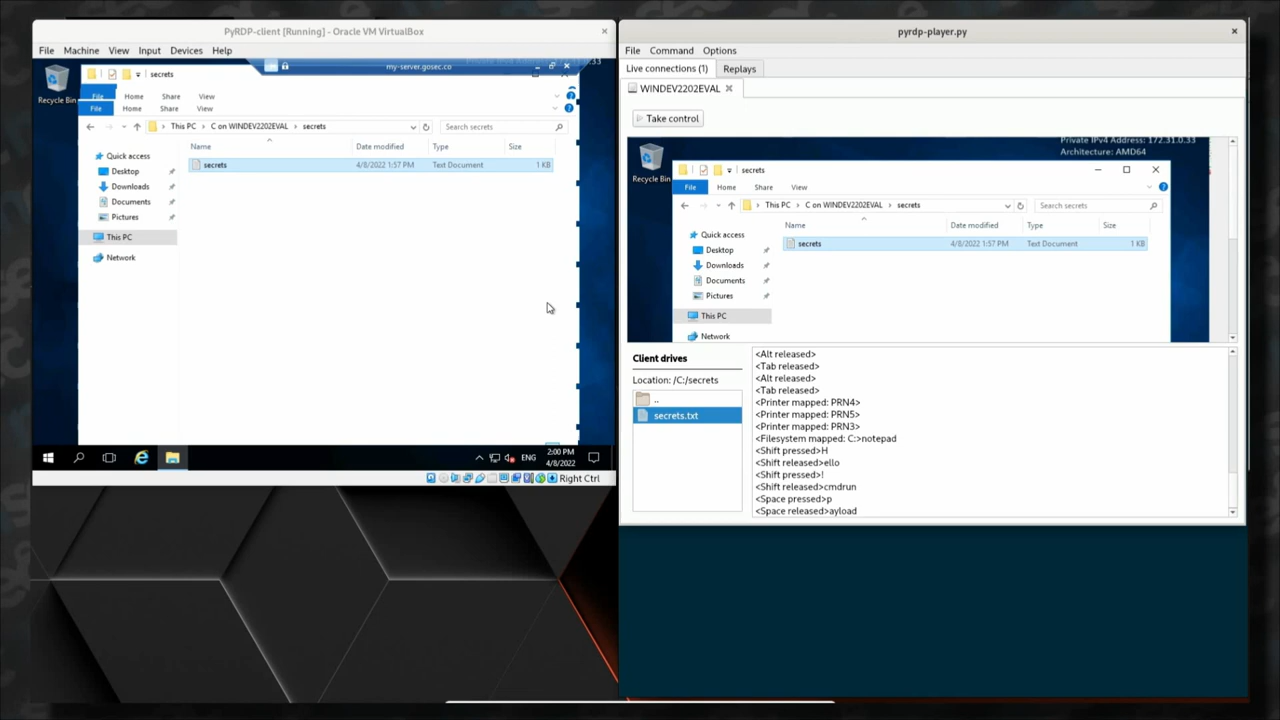 PyRDP-client [Running] - Oracle VM VirtualBox
File Machine View Input Devices Help
my-server.gosec.co
Recycle Bin
secrets
File Home Share View
File Home Share View
This PC C on WINDEV2202EVAL secrets
Search secrets
Name Date modified Type Size
secrets 4/8/2022 1:57 PM Text Document 1 KB
Quick access
Desktop
Downloads
Documents
Pictures
This PC
Network
ENG
2:00 PM
4/8/2022
Right Ctrl
pyrdp-player.py
File Command Options
Live connections (1) Replays
WINDEV2202EVAL
Take control
Private IPv4 Address: 172.31.0.33
Architecture: AMD64
Recycle Bin
secrets
File Home Share View
This PC C on WINDEV2202EVAL secrets
Search secrets
Name Date modified Type Size
secrets 4/8/2022 1:57 PM Text Document 1 KB
Quick access
Desktop
Downloads
Documents
Pictures
This PC
Network
Client drives
Location: /C:/secrets
..
secrets.txt
<Alt released>
<Tab released>
<Alt released>
<Tab released>
<Printer mapped: PRN4>
<Printer mapped: PRN5>
<Printer mapped: PRN3>
<Filesystem mapped: C:>notepad
<Shift pressed>H
<Shift released>ello
<Shift pressed>!
<Shift released>cmdrun
<Space pressed>p
<Space released>ayload